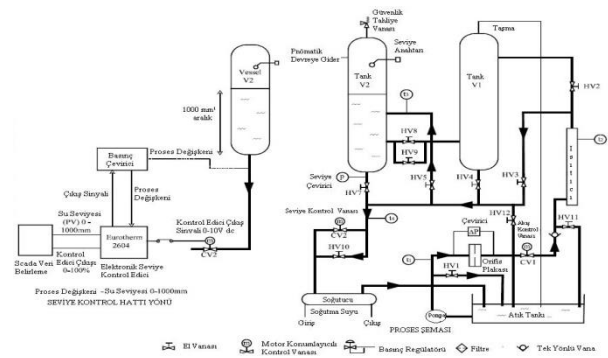 Güvenlik
Tahliye
Vanası
Taşma
Pnömatik
Devreye Gider
Seviye
Anahtarı
Vessel
V2
Tank
V2
Tank
V1
HV2
1000 mm'
aralık
HV8
HV9
Isıtıcı
Basınç
Çevirici
Proses Değişkeni
Seviye
Çevirici
P
HV7
HV5
HV4
HV3
Çıkış
Sinyali
Proses
Değişkeni
Seviye Kontrol Vanası
HV12
Akış
Kontrol
Vanası
HV11
Su Seviyesi
(PV) 0 -
1000mm
Kontrol Edici Çıkış
Sinyali 0-10V dc
Çevirici
ΔP
Scada Veri
Belirleme
Kontrol
Edici Çıkışı
0-100%
Eurotherm
2604
Elektronik Seviye
Kontrol Edici
CV2
CV2
HV10
Orifis
Plakası
CV1
HV1
Proses Değişkeni -Su Seviyesi 0-1000mm
SEVİYE KONTROL HATTI YÖNÜ
Soğutucu
Soğutma Suyu
Giriş
Çıkış
Pompa
Atık Tankı
PROSES ŞEMASI
El Vanası
Motor Konumlayıcılı
Kontrol Vanası
Basınç Regülatörü
Filtre
Tek Yönlü Vana